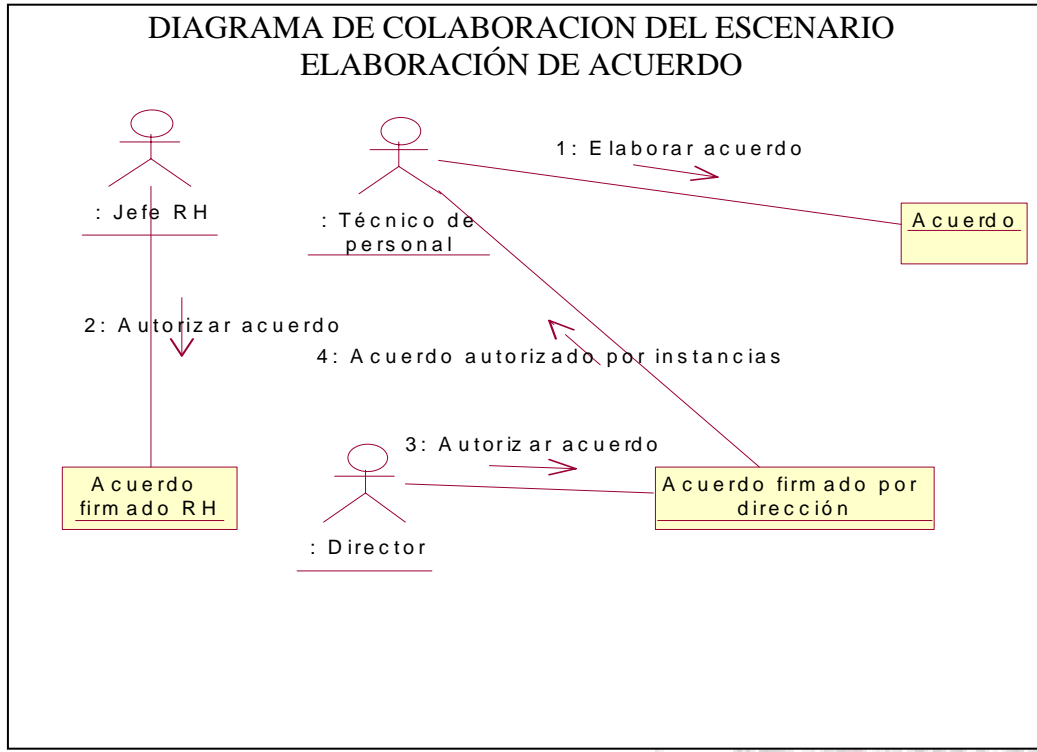 DIAGRAMA DE COLABORACION DEL ESCENARIO
ELABORACIÓN DE ACUERDO
1: Elaborar acuerdo
: Jefe RH
: Técnico de
personal
Acuerdo
2: Autorizar acuerdo
4: Acuerdo autorizado por instancias
3: Autorizar acuerdo
Acuerdo
firmado RH
Acuerdo firmado por
dirección
: Director